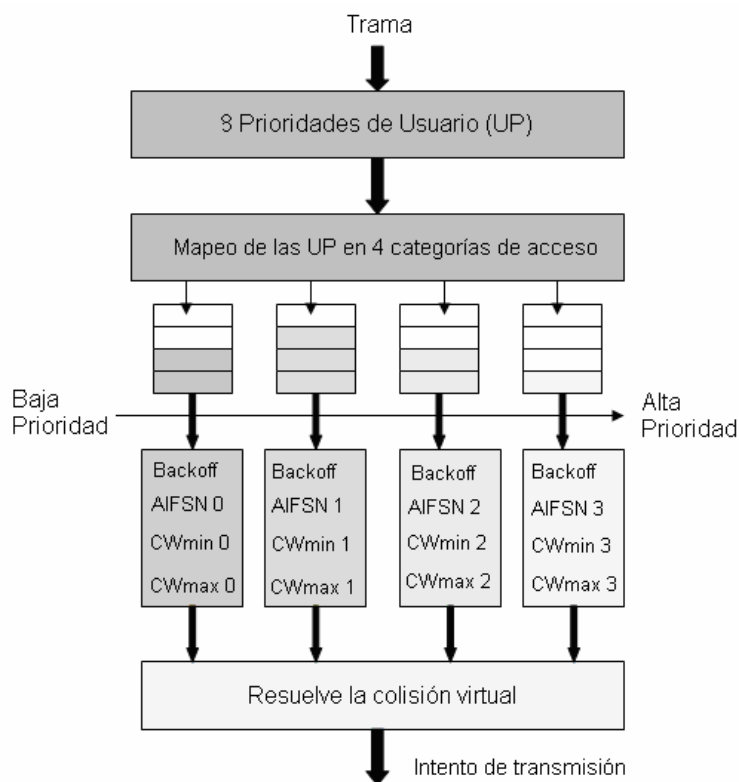 Trama
8 Prioridades de Usuario (UP)
Mapeo de las UP en 4 categorías de acceso
Baja
Prioridad
Alta
Prioridad
Backoff
AIFSN 0
CWmin 0
CWmax 0
Backoff
AIFSN 1
CWmin 1
CWmax 1
Backoff
AIFSN 2
CWmin 2
CWmax 2
Backoff
AIFSN 3
CWmin 3
CWmax 3
Resuelve la colisión virtual
Intento de transmisión